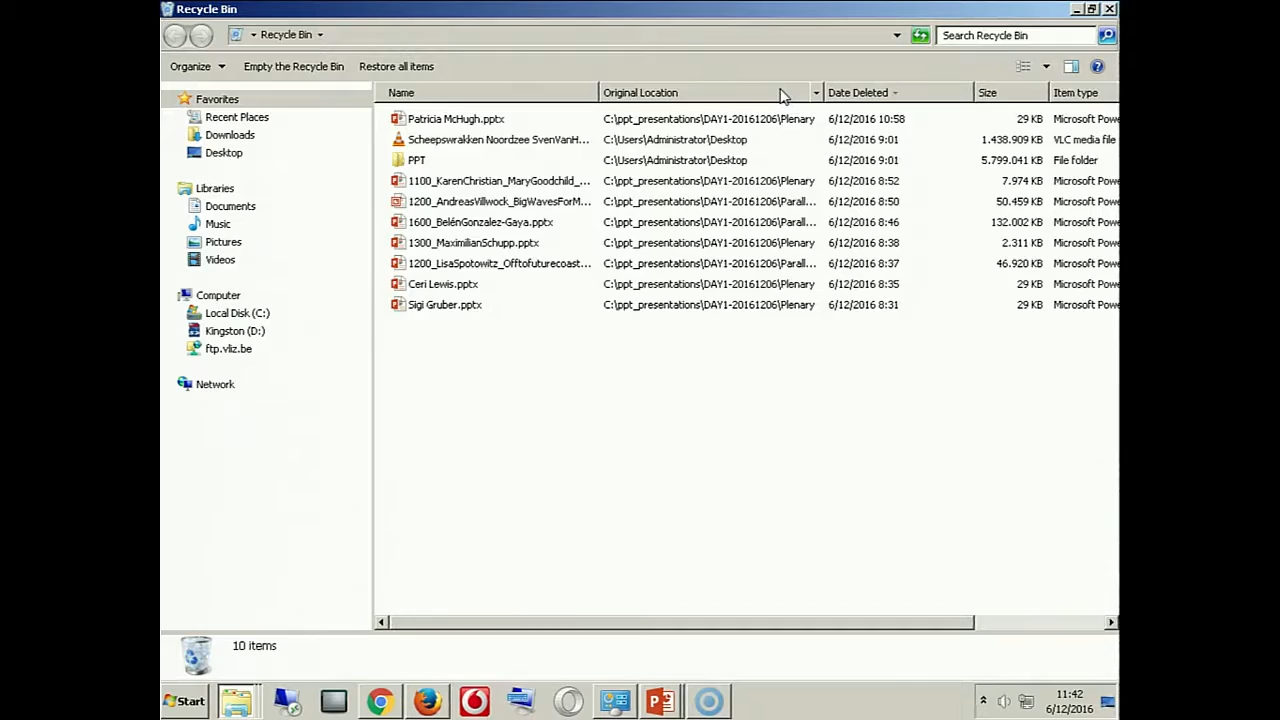 Recycle Bin
Recycle Bin
Search Recycle Bin
Organize Empty the Recycle Bin Restore all items
Favorites
Recent Places
Downloads
Desktop
Libraries
Documents
Music
Pictures
Videos
Computer
Local Disk (C:)
Kingston (D:)
ftp.vliz.be
Network
Name Original Location Date Deleted Size Item type
Patricia McHugh.pptx C:\ppt_presentations\DAY1-20161206\Plenary 6/12/2016 10:58 29 KB Microsoft Powe
Scheepswrakken Noordzee SvenVanH... C:\Users\Administrator\Desktop 6/12/2016 9:01 1.438.909 KB VLC media file
PPT C:\Users\Administrator\Desktop 6/12/2016 9:01 5.799.041 KB File folder
1100_KarenChristian_MaryGoodchild_... C:\ppt_presentations\DAY1-20161206\Plenary 6/12/2016 8:52 7.974 KB Microsoft Powe
1200_AndreasVillwock_BigWavesForM... C:\ppt_presentations\DAY1-20161206\Parall... 6/12/2016 8:50 50.459 KB Microsoft Powe
1600_BelénGonzalez-Gaya.pptx C:\ppt_presentations\DAY1-20161206\Parall... 6/12/2016 8:46 132.002 KB Microsoft Powe
1300_MaximilianSchupp.pptx C:\ppt_presentations\DAY1-20161206\Plenary 6/12/2016 8:38 2.311 KB Microsoft Powe
1200_LisaSpotowitz_Offtofuturecoast... C:\ppt_presentations\DAY1-20161206\Parall... 6/12/2016 8:37 46.920 KB Microsoft Powe
Ceri Lewis.pptx C:\ppt_presentations\DAY1-20161206\Plenary 6/12/2016 8:35 29 KB Microsoft Powe
Sigi Gruber.pptx C:\ppt_presentations\DAY1-20161206\Plenary 6/12/2016 8:31 29 KB Microsoft Powe
10 items
Start
11:42
6/12/2016